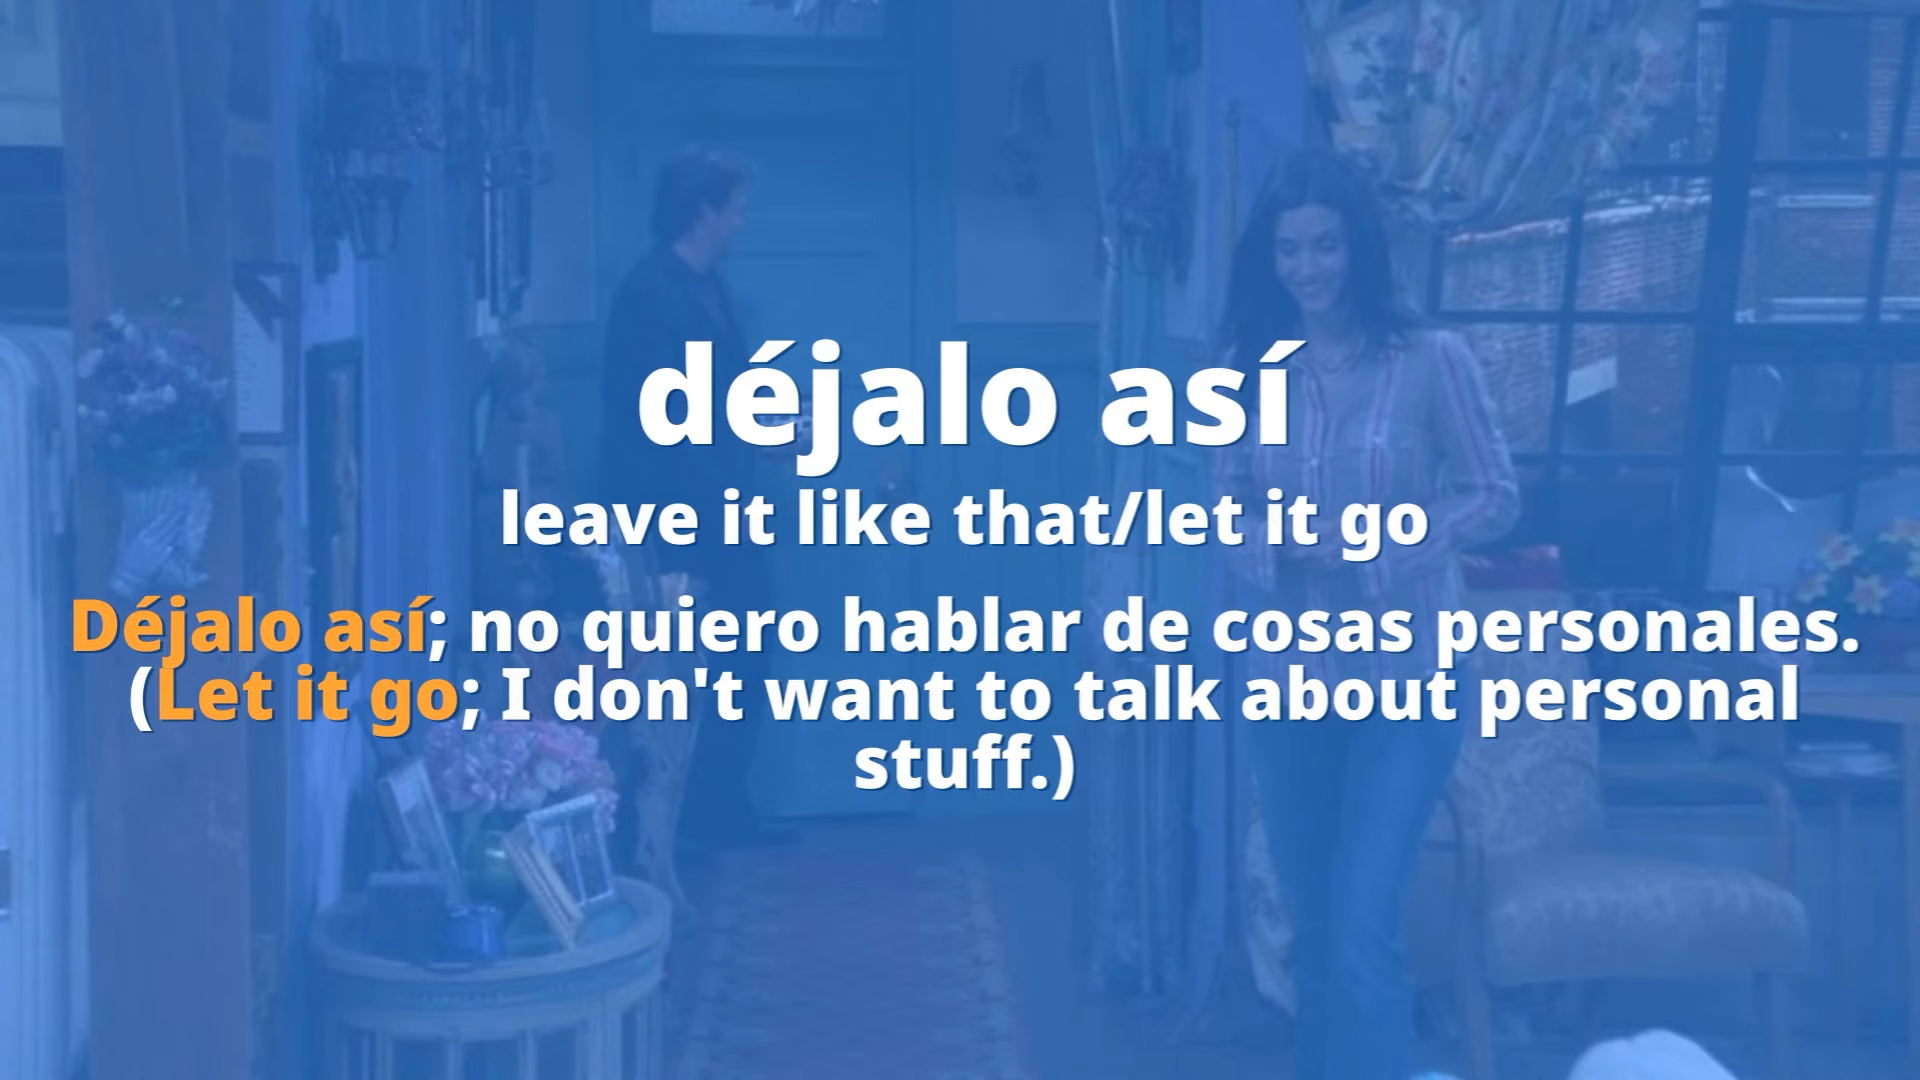 déjalo así
leave it like that/let it go
Déjalo así; no quiero hablar de cosas personales.
(Let it go; I don't want to talk about personal
stuff.)